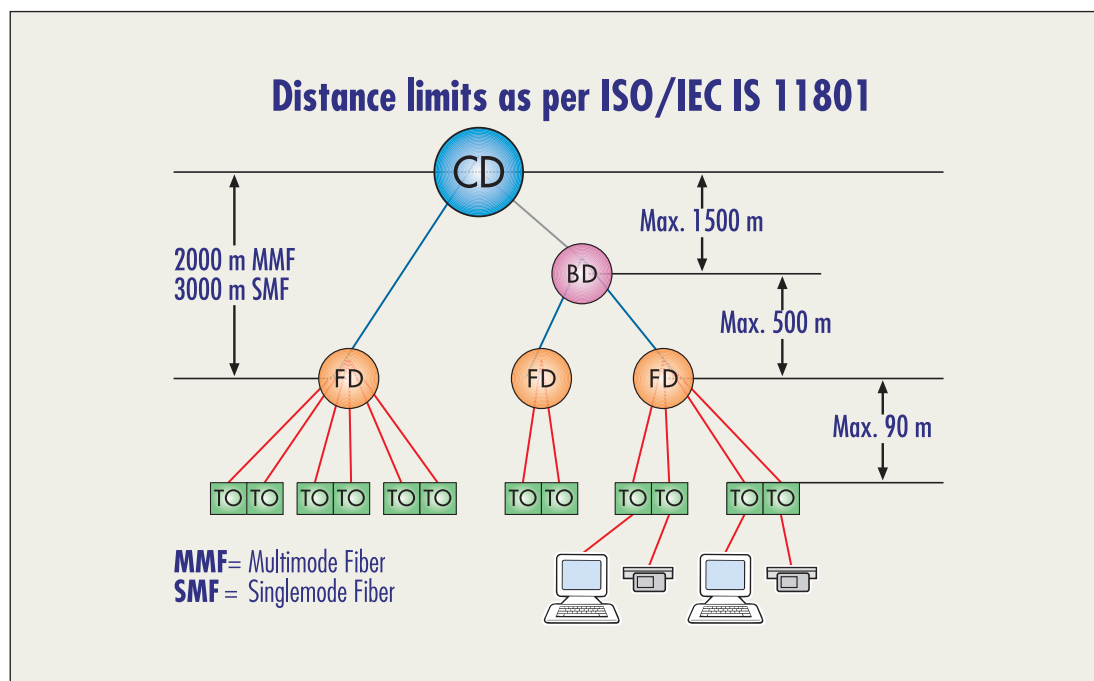 Distance limits as per ISO/IEC IS 11801
CD
Max. 1500 m
2000 m MMF
3000 m SMF
BD
Max. 500 m
FD FD FD
Max. 90 m
TO TO TO TO TO TO TO TO TO TO TO TO
MMF= Multimode Fiber
SMF = Singlemode Fiber